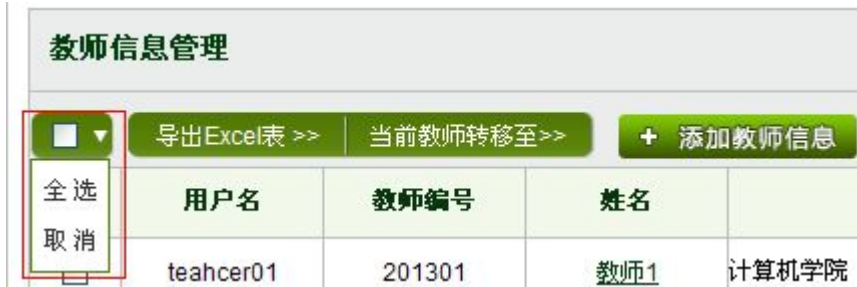 教师信息管理
导出Excel表 >> 当前教师转移至>> + 添加教师信息
全选
用户名 教师编号 姓名
取消
teahcer01 201301 教师1 计算机学院